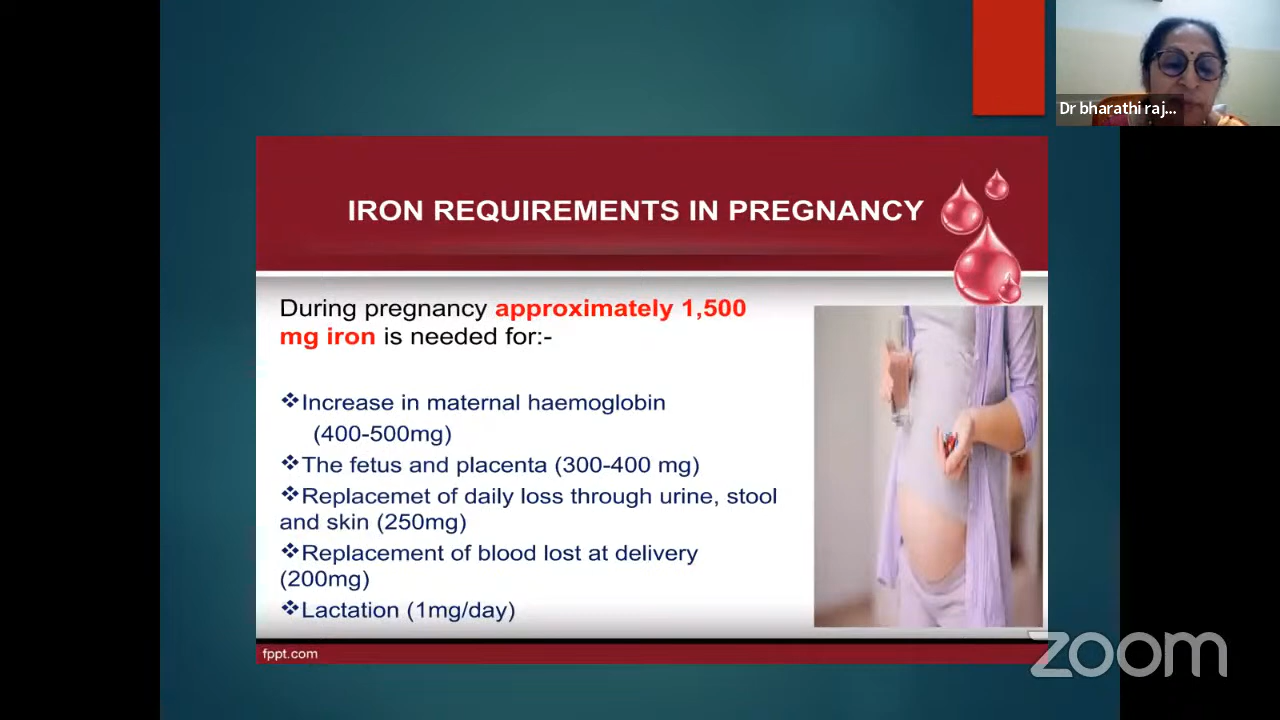 Dr bharathi raj...
IRON REQUIREMENTS IN PREGNANCY
During pregnancy approximately 1,500
mg iron is needed for:-
❖Increase in maternal haemoglobin
(400-500mg)
❖The fetus and placenta (300-400 mg)
❖Replacemet of daily loss through urine, stool
and skin (250mg)
❖Replacement of blood lost at delivery
(200mg)
❖Lactation (1mg/day)
fppt.com
zoom